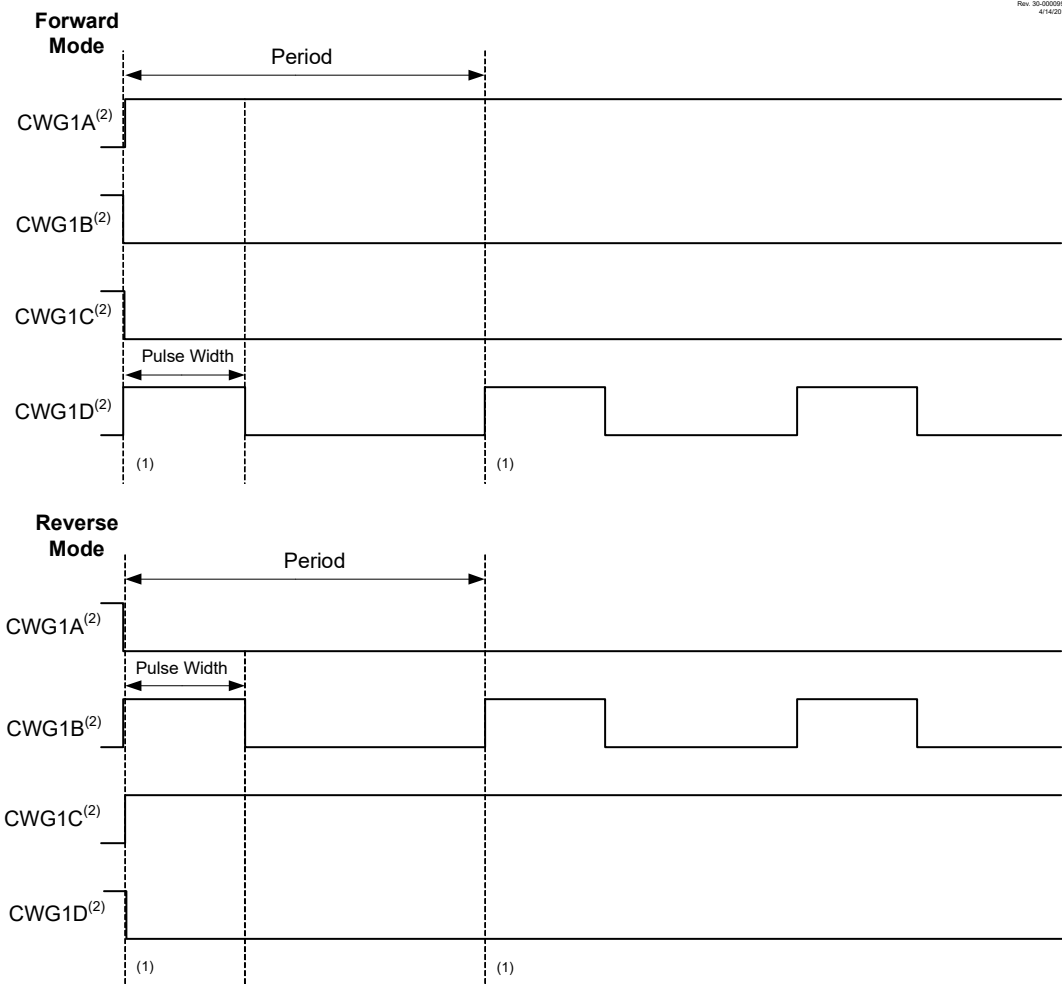 Rev. 30-000099
4/14/20
Forward
Mode
Period
CWG1A(2)
CWG1B(2)
CWG1C(2)
Pulse Width
CWG1D(2)
(1)
(1)
Reverse
Mode
Period
CWG1A(2)
Pulse Width
CWG1B(2)
CWG1C(2)
CWG1D(2)
(1)
(1)